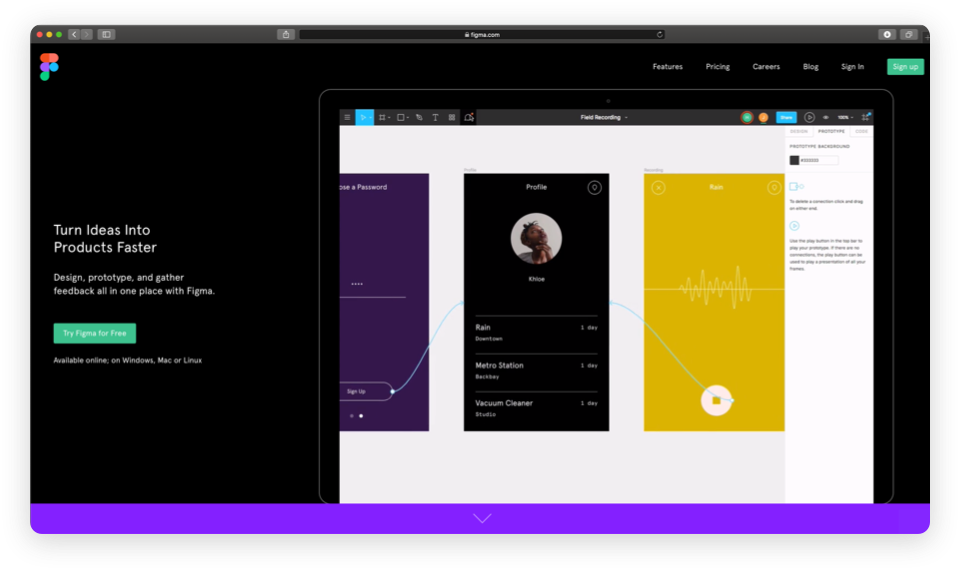 figma.com
Features Pricing Careers Blog Sign In Sign up
Turn Ideas Into
Products Faster
Design, prototype, and gather
feedback all in one place with Figma.
Try Figma for Free
Available online; on Windows, Mac or Linux
Field Recording
Share
100%
ose a Password
••••
Sign Up
Profile
Profile
Khloe
Rain 1 day
Downtown
Metro Station 1 day
Backbay
Vacuum Cleaner 1 day
Studio
Recording
Rain
DESIGN PROTOTYPE CODE
PROTOTYPE BACKGROUND
#000000
To delete a connection click and drag
on either end.
Use the play button in the top bar to
play your prototype. If there are no
connections, the play button can be
used to play a presentation of all your
frames.